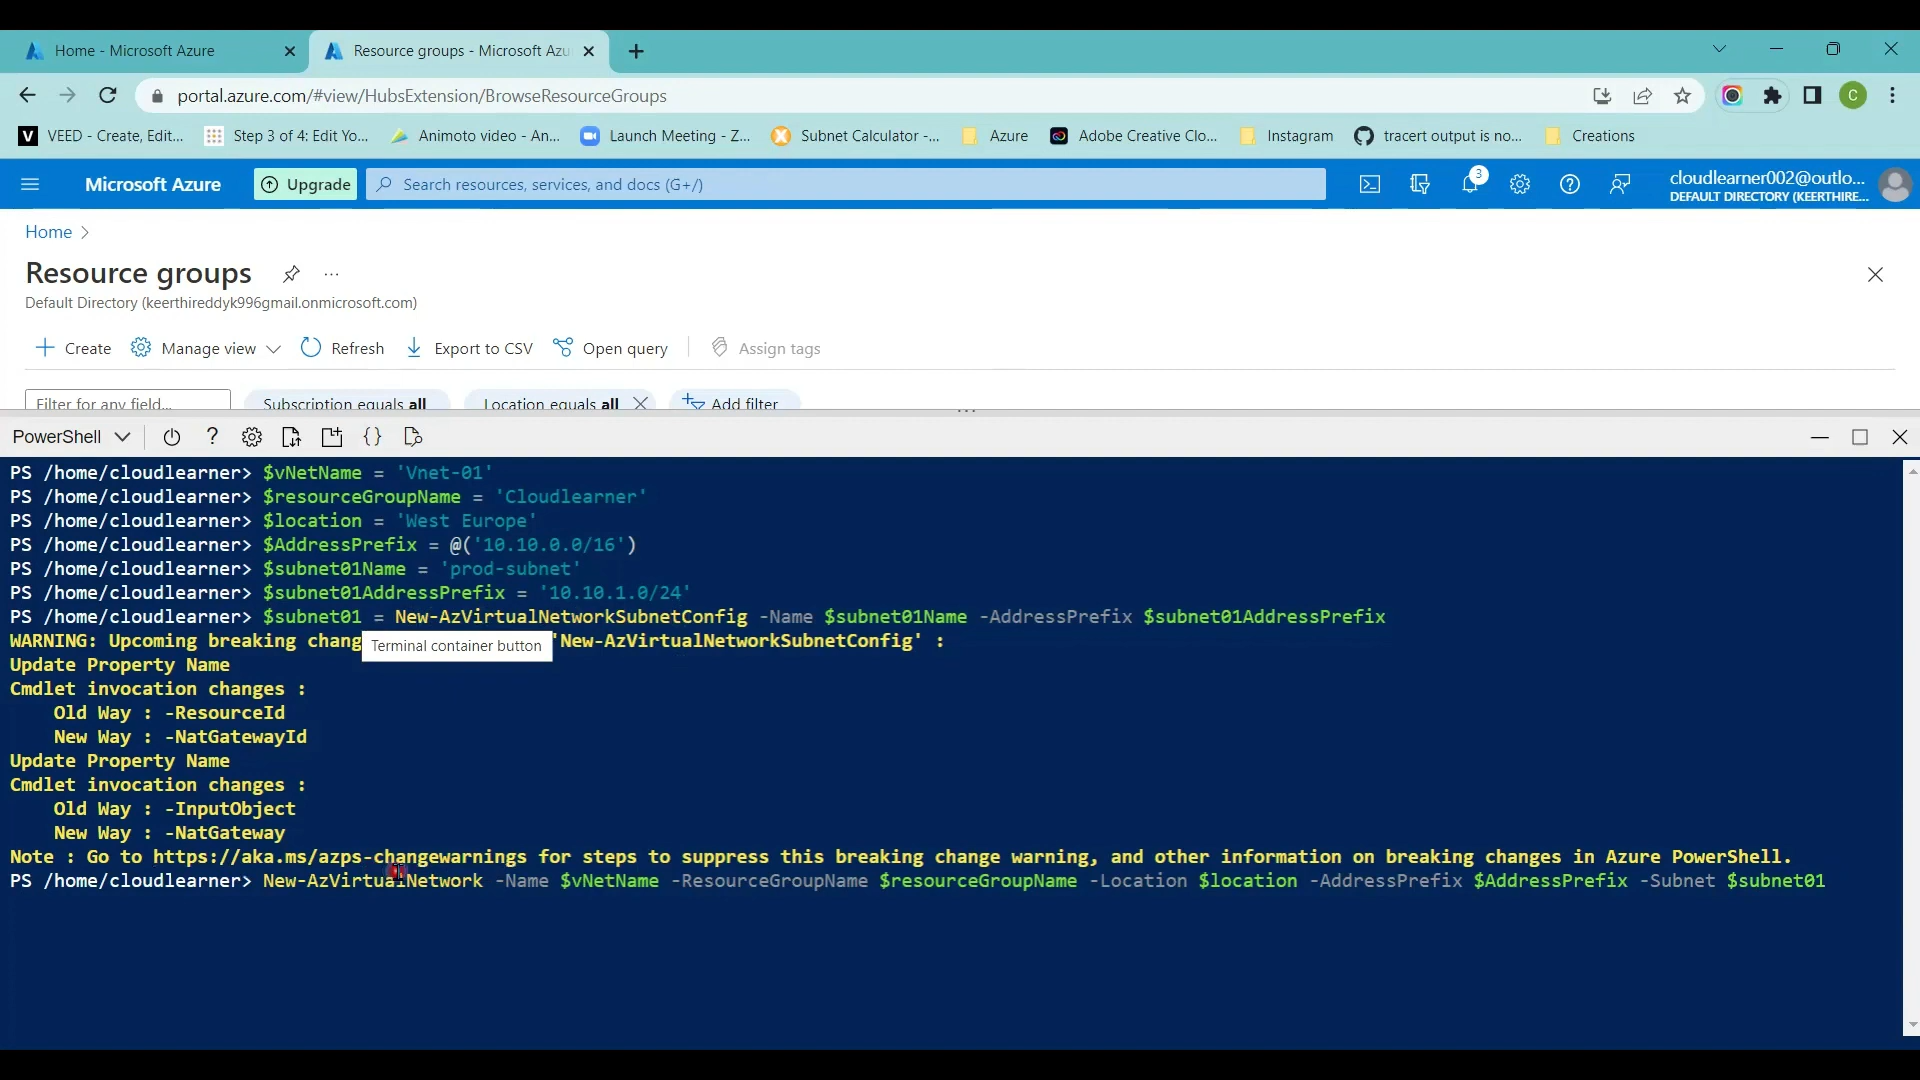 Home - Microsoft Azure
Resource groups - Microsoft Azu
portal.azure.com/#view/HubsExtension/BrowseResourceGroups
C
VEED - Create, Edit...
Step 3 of 4: Edit Yo...
Animoto video - An...
Launch Meeting - Z...
Subnet Calculator -...
Azure
Adobe Creative Clo...
Instagram
tracert output is no...
Creations
Microsoft Azure
Upgrade
Search resources, services, and docs (G+/)
3
cloudlearner002@outlo...
DEFAULT DIRECTORY (KEERTHIRE...
Home >
Resource groups
Default Directory (keerthireddyk996gmail.onmicrosoft.com)
Create
Manage view
Refresh
Export to CSV
Open query
Assign tags
Filter for any field...
Subscription equals all
Location equals all
Add filter
PowerShell
PS /home/cloudlearner> $vNetName = 'Vnet-01'
PS /home/cloudlearner> $resourceGroupName = 'Cloudlearner'
PS /home/cloudlearner> $location = 'West Europe'
PS /home/cloudlearner> $AddressPrefix = @('10.10.0.0/16')
PS /home/cloudlearner> $subnet01Name = 'prod-subnet'
PS /home/cloudlearner> $subnet01AddressPrefix = '10.10.1.0/24'
PS /home/cloudlearner> $subnet01 = New-AzVirtualNetworkSubnetConfig -Name $subnet01Name -AddressPrefix $subnet01AddressPrefix
WARNING: Upcoming breaking chang 'New-AzVirtualNetworkSubnetConfig' :
Terminal container button
Update Property Name
Cmdlet invocation changes :
Old Way : -ResourceId
New Way : -NatGatewayId
Update Property Name
Cmdlet invocation changes :
Old Way : -InputObject
New Way : -NatGateway
Note : Go to https://aka.ms/azps-changewarnings for steps to suppress this breaking change warning, and other information on breaking changes in Azure PowerShell.
PS /home/cloudlearner> New-AzVirtualNetwork -Name $vNetName -ResourceGroupName $resourceGroupName -Location $location -AddressPrefix $AddressPrefix -Subnet $subnet01